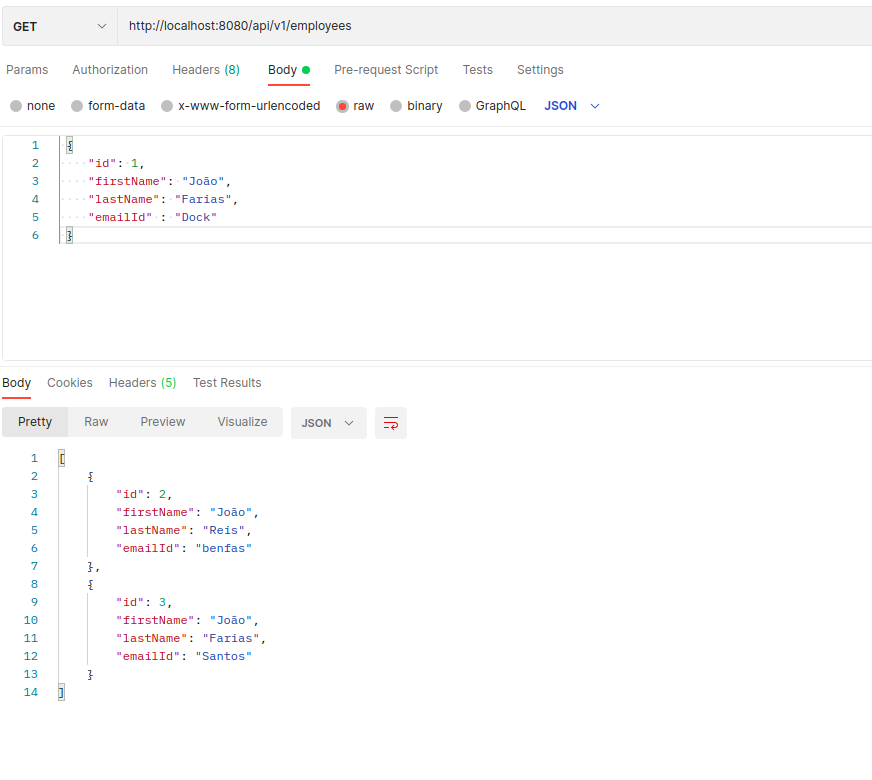 GET http://localhost:8080/api/v1/employees
Params Authorization Headers (8) Body Pre-request Script Tests Settings
none form-data x-www-form-urlencoded raw binary GraphQL JSON
1 {
2 "id": 1,
3 "firstName": "João",
4 "lastName": "Farias",
5 "emailId" : "Dock"
6 }
Body Cookies Headers (5) Test Results
Pretty Raw Preview Visualize JSON
1 [
2 {
3 "id": 2,
4 "firstName": "João",
5 "lastName": "Reis",
6 "emailId": "benfas"
7 },
8 {
9 "id": 3,
10 "firstName": "João",
11 "lastName": "Farias",
12 "emailId": "Santos"
13 }
14 ]